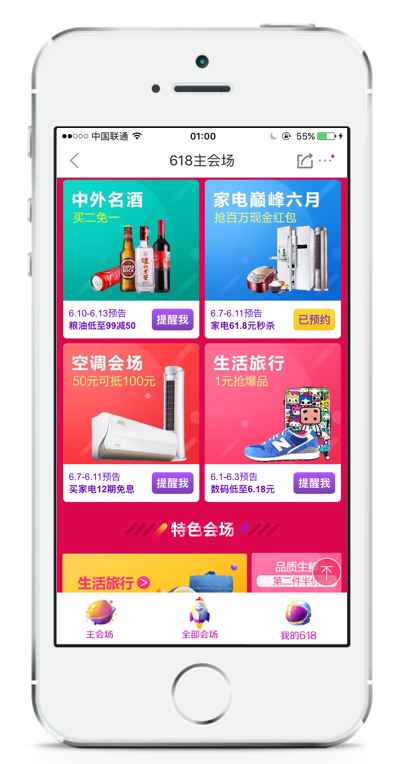 中国联通
01:00
55%
618主会场
中外名酒
买二免一
6.10-6.13预告
粮油低至99减50
提醒我
家电巅峰六月
抢百万现金红包
6.7-6.11预告
家电61.8元秒杀
已预约
空调会场
50元可抵100元
6.7-6.11预告
买家电12期免息
提醒我
生活旅行
1元抢爆品
6.1-6.3预告
数码低至6.18元
提醒我
特色会场
生活旅行
品质生鲜
第二件半价
主会场
全部会场
我的618